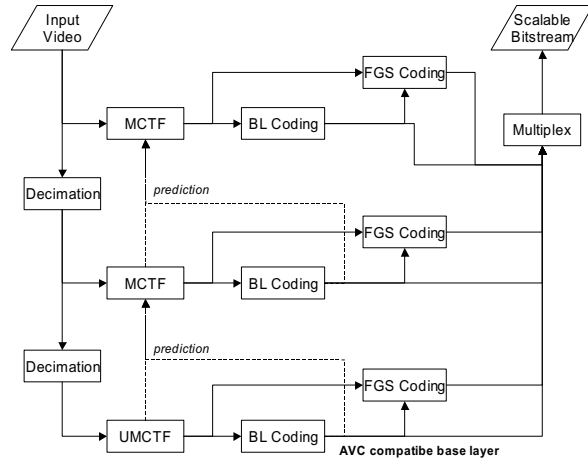 Input
Video
Scalable
Bitstream
FGS Coding
MCTF
BL Coding
Multiplex
Decimation
prediction
FGS Coding
MCTF
BL Coding
prediction
Decimation
FGS Coding
UMCTF
BL Coding
AVC compatibe base layer